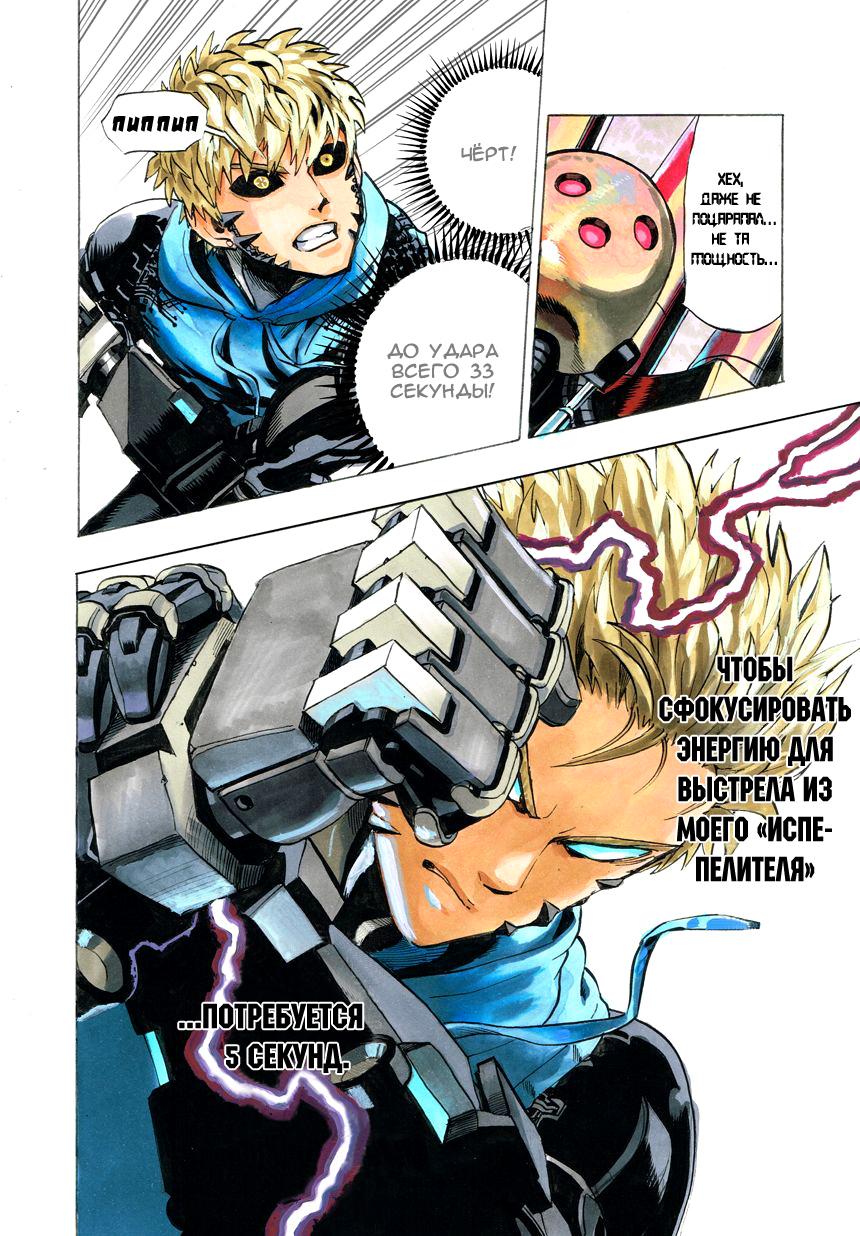 ХЕХ,
ДАЖЕ НЕ
ПОЦАРАПАЛ...
НЕ ТА
МОЩНОСТЬ...
ПИППИП
ЧЁРТ!
ДО УДАРА
ВСЕГО 33
СЕКУНДЫ!
ЧТОБЫ
СФОКУСИРОВАТЬ
ЭНЕРГИЮ ДЛЯ
ВЫСТРЕЛА ИЗ
МОЕГО «ИСПЕ-
ПЕЛИТЕЛЯ»
...ПОТРЕБУЕТСЯ
5 СЕКУНД.